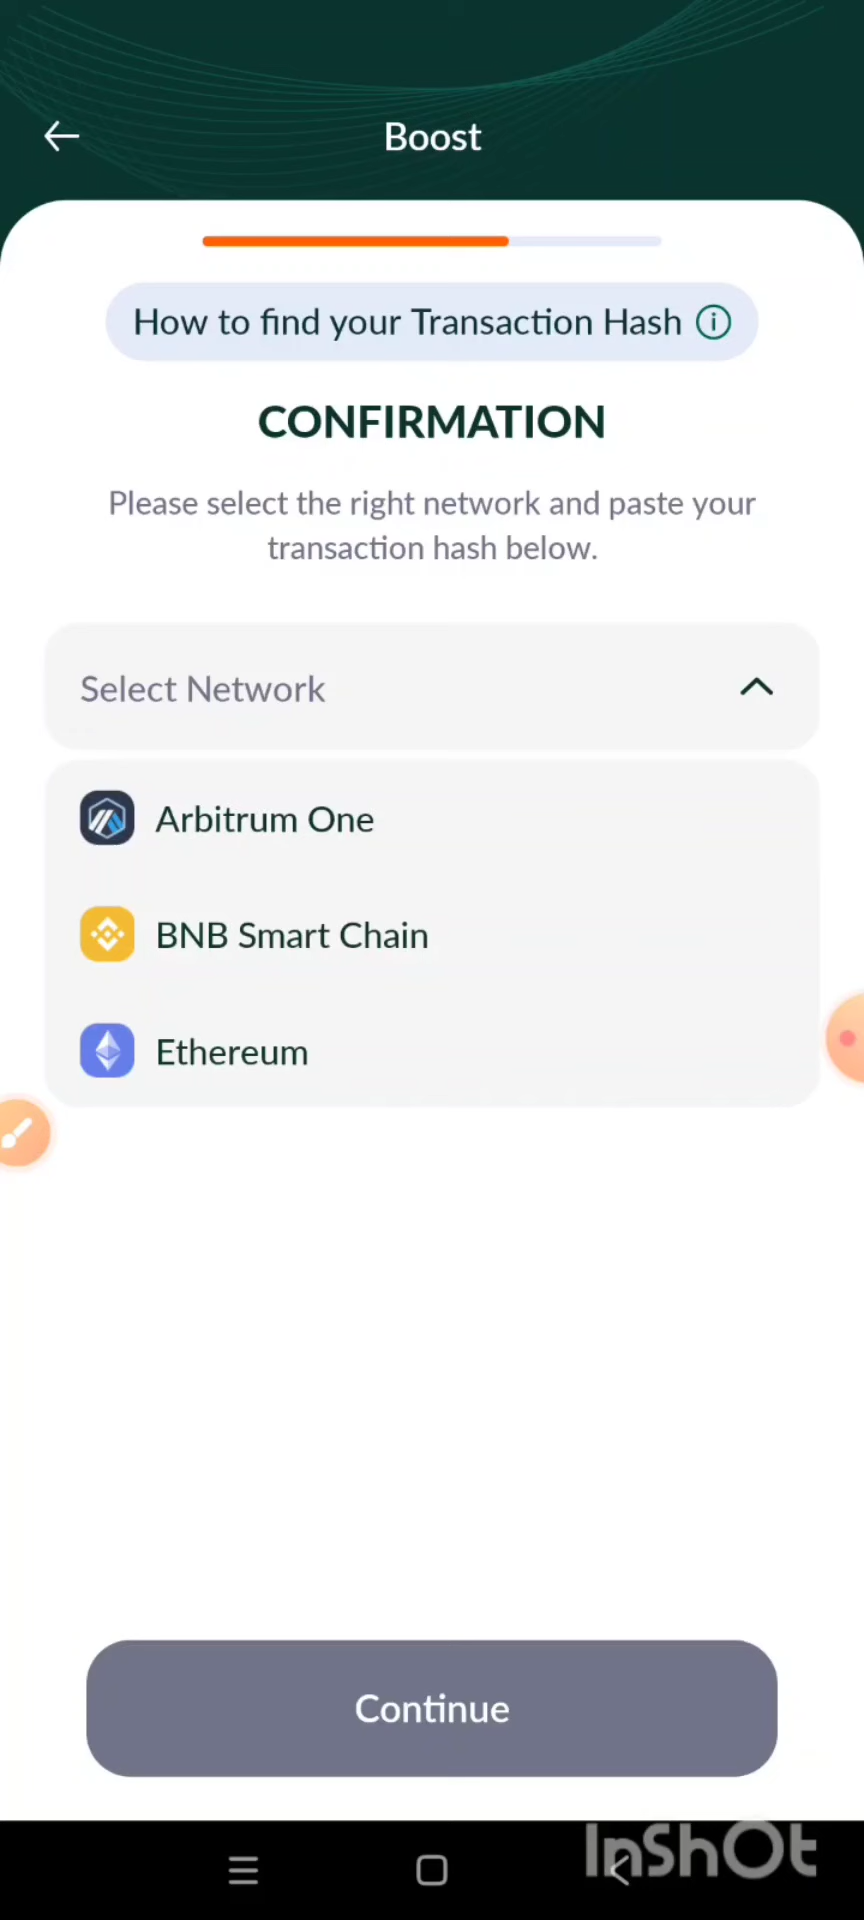 Boost
How to find your Transaction Hash
CONFIRMATION
Please select the right network and paste your
transaction hash below.
Select Network
Arbitrum One
BNB Smart Chain
Ethereum
Continue
InShOt